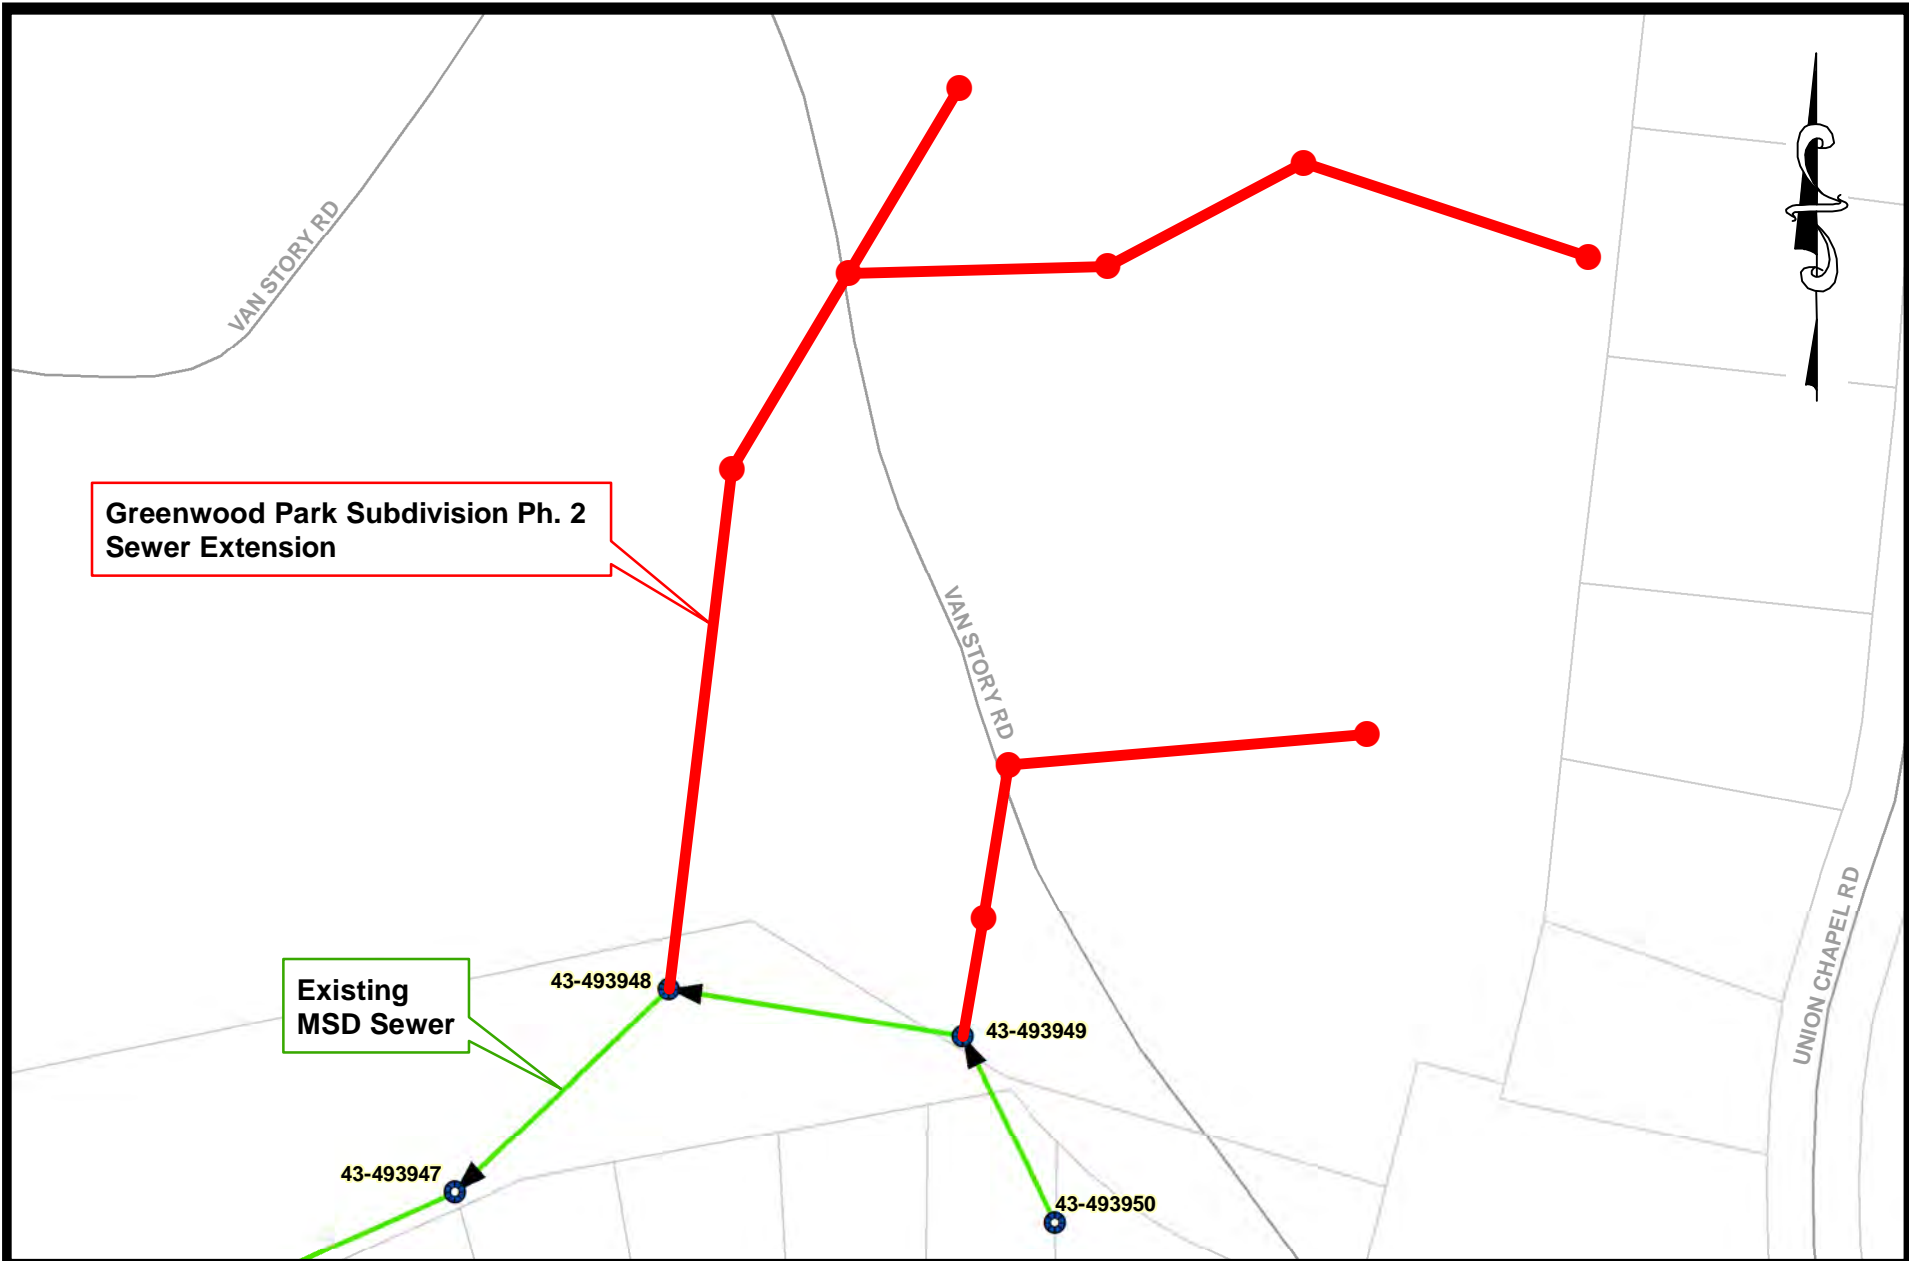 VAN STORY RD
Greenwood Park Subdivision Ph. 2
Sewer Extension
VAN STORY RD
UNION CHAPEL RD
Existing
MSD Sewer
43-493948
43-493949
43-493947
43-493950